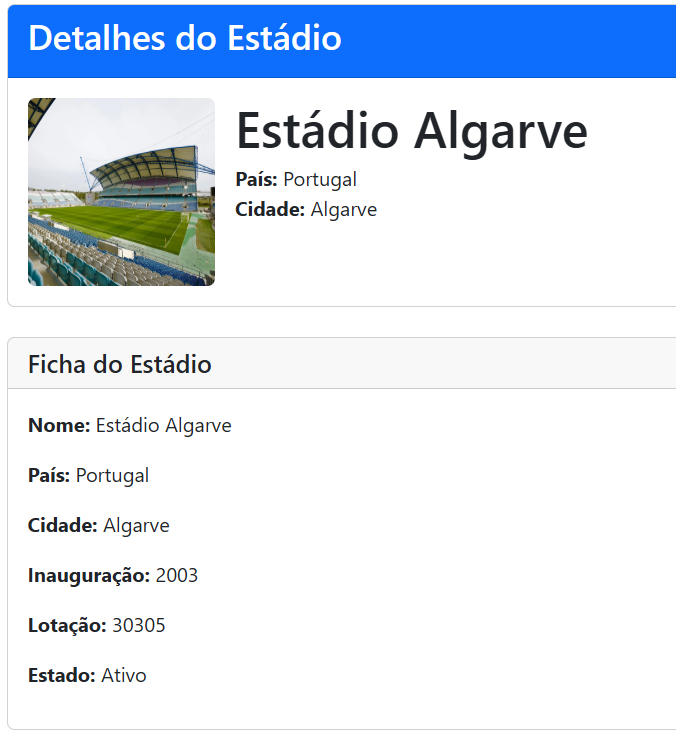 Detalhes do Estádio
Estádio Algarve
País: Portugal
Cidade: Algarve
Ficha do Estádio
Nome: Estádio Algarve
País: Portugal
Cidade: Algarve
Inauguração: 2003
Lotação: 30305
Estado: Ativo